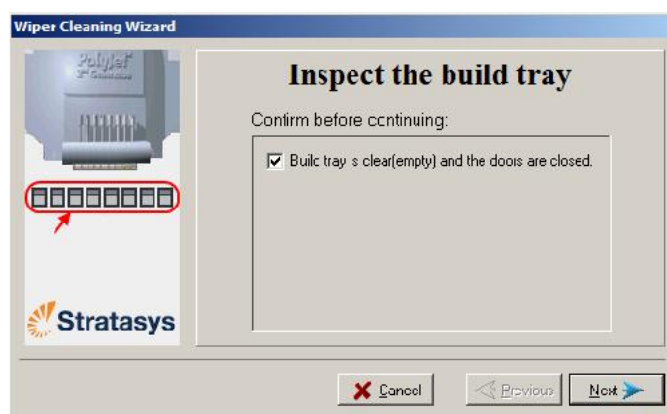 Wiper Cleaning Wizard
PolyJet
Inspect the build tray
Confirm before continuing:
Build tray is clear(empty) and the doors are closed.
Stratasys
Cancel
Previous
Next